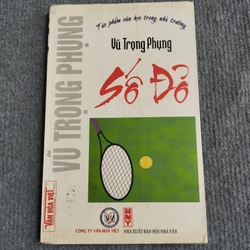 Tác phẩm văn học trong nhà trường
Vũ Trọng Phụng
Số Đỏ
VŨ TRỌNG PHỤNG
VĂN HÓA VIỆT
CÔNG TY VĂN HÓA VIỆT
NHÀ XUẤT BẢN HỘI NHÀ VĂN